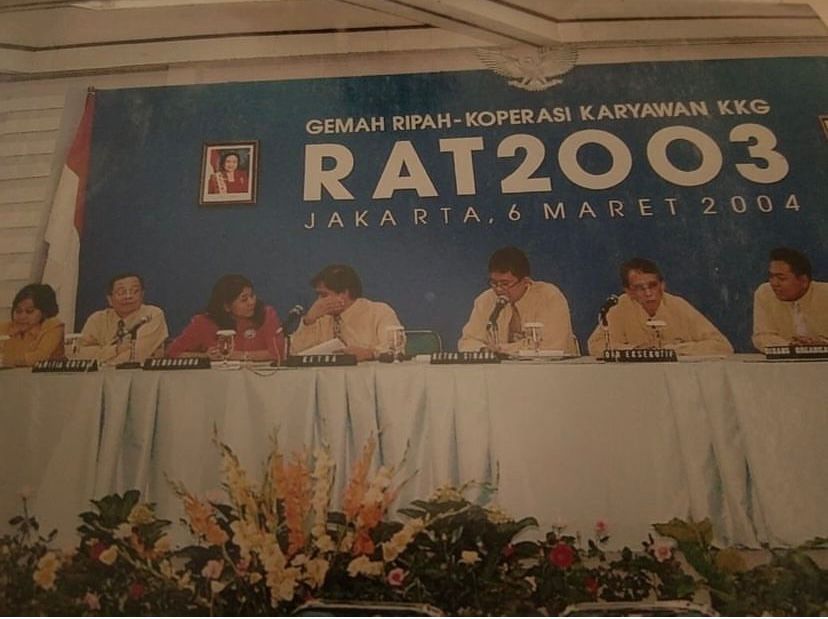 GEMAH RIPAH-KOPERASI KARYAWAN KKG
RAT2003
JAKARTA, 6 MARET 2004
BENDAHARA
KETUA
KETUA SIDANG
DIR EKSEKUTIF